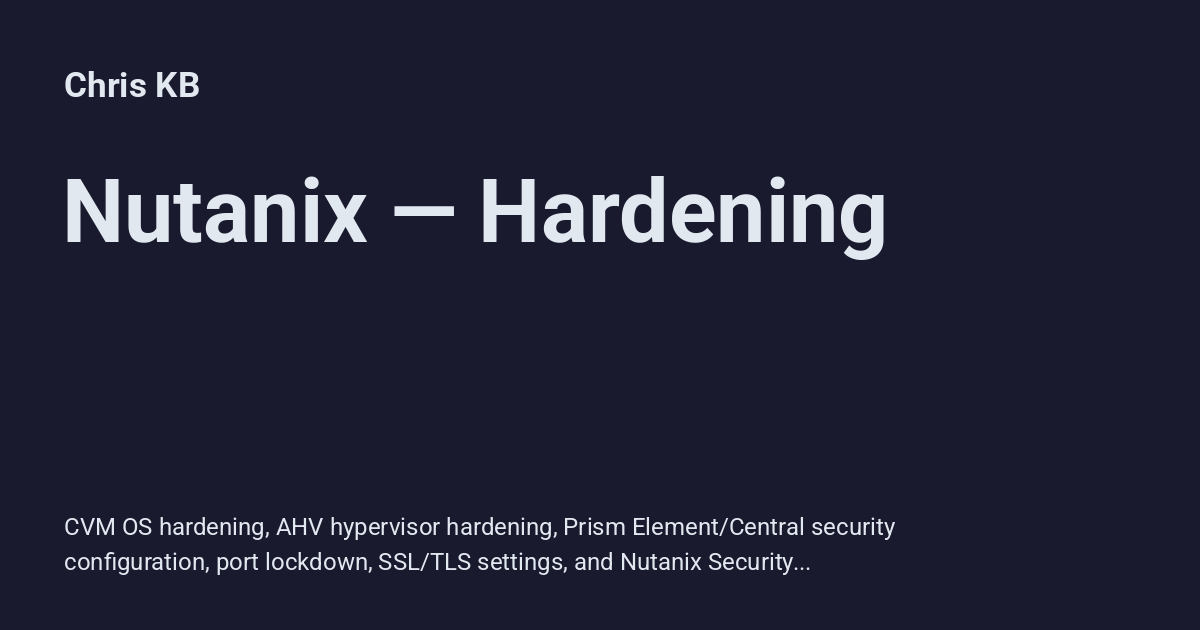 Chris KB
Nutanix — Hardening
CVM OS hardening, AHV hypervisor hardening, Prism Element/Central security
configuration, port lockdown, SSL/TLS settings, and Nutanix Security...